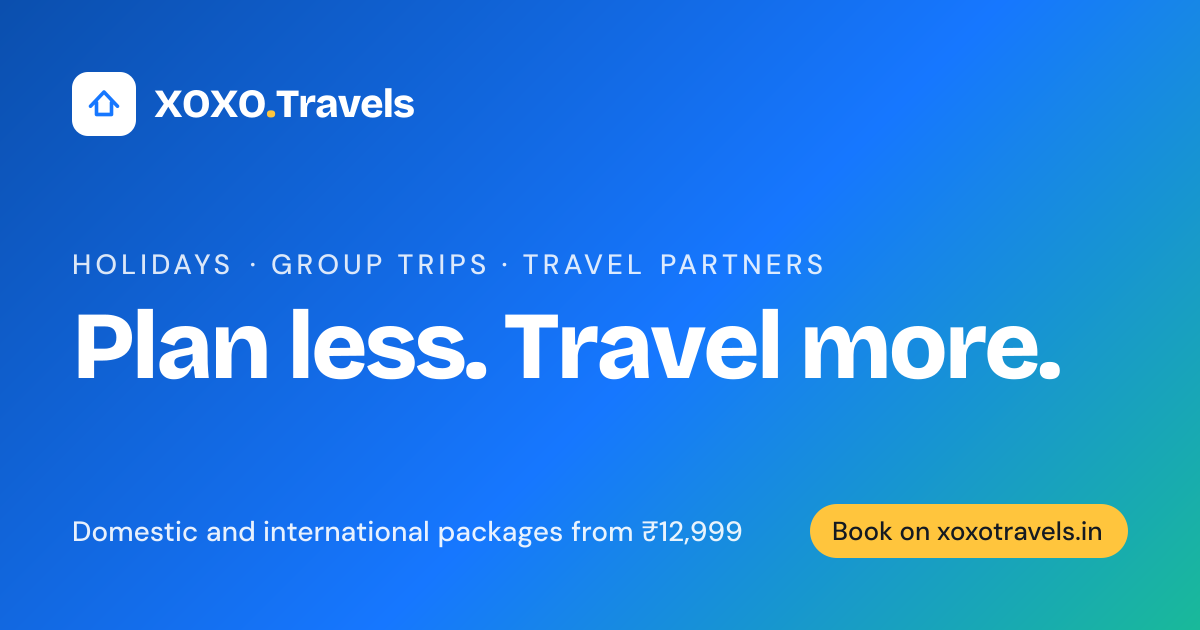 XOXO.Travels
HOLIDAYS · GROUP TRIPS · TRAVEL PARTNERS
Plan less. Travel more.
Domestic and international packages from ₹12,999
Book on xoxotravels.in